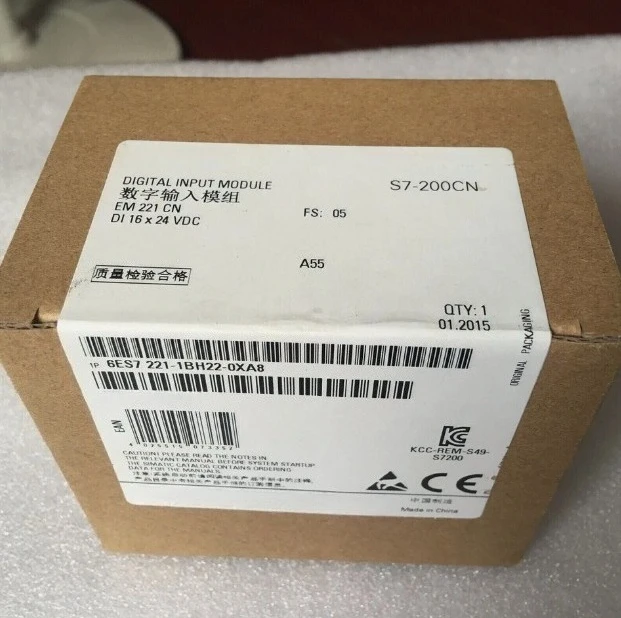 DIGITAL INPUT MODULE
数字输入模组
EM 221 CN
DI 16 x 24 VDC
S7-200CN
FS: 05
A55
质量检验合格
QTY: 1
01.2015
ORIGINAL PACKAGING
1P 6ES7 221-1BH22-0XA8
EAN
CAUTION! PLEASE READ THE NOTES IN
THE RELEVANT MANUAL BEFORE SYSTEM STARTUP
THE SIMATIC CATALOG CONTAINS ORDERING
DATA FOR THE MANUALS.
KCC-REM-S49-
S7200
CE
中国制造
Made in China